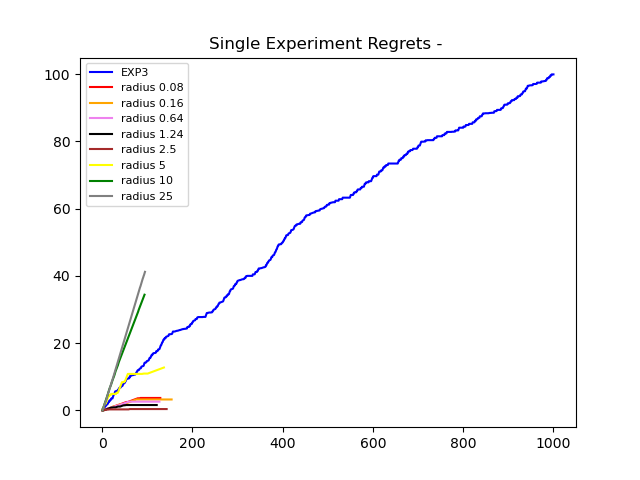 Single Experiment Regrets -
EXP3
radius 0.08
radius 0.16
radius 0.64
radius 1.24
radius 2.5
radius 5
radius 10
radius 25
100
80
60
40
20
0
0 200 400 600 800 1000